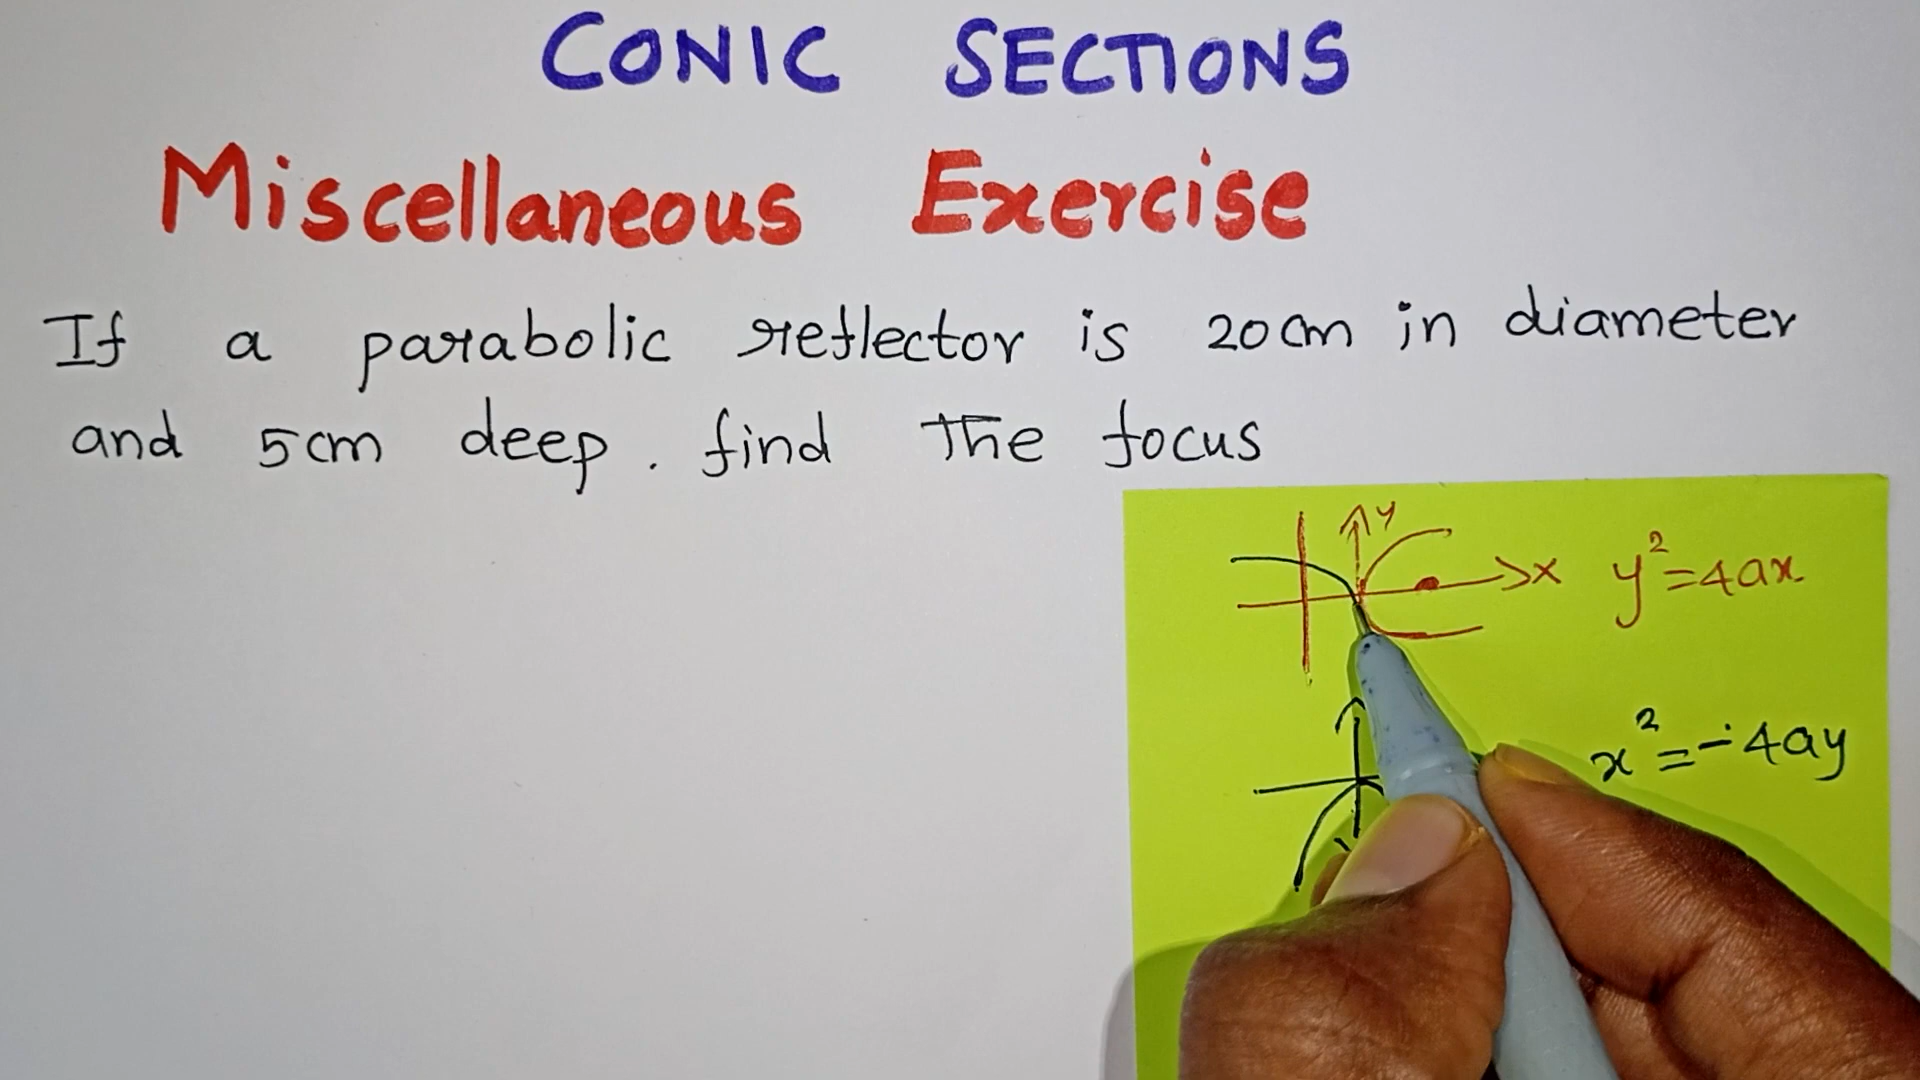 CONIC SECTIONS
Miscellaneous Exercise
If a parabolic reflector is 20cm in diameter
and 5cm deep. find the focus
y
x y²=4ax
x²=-4ay